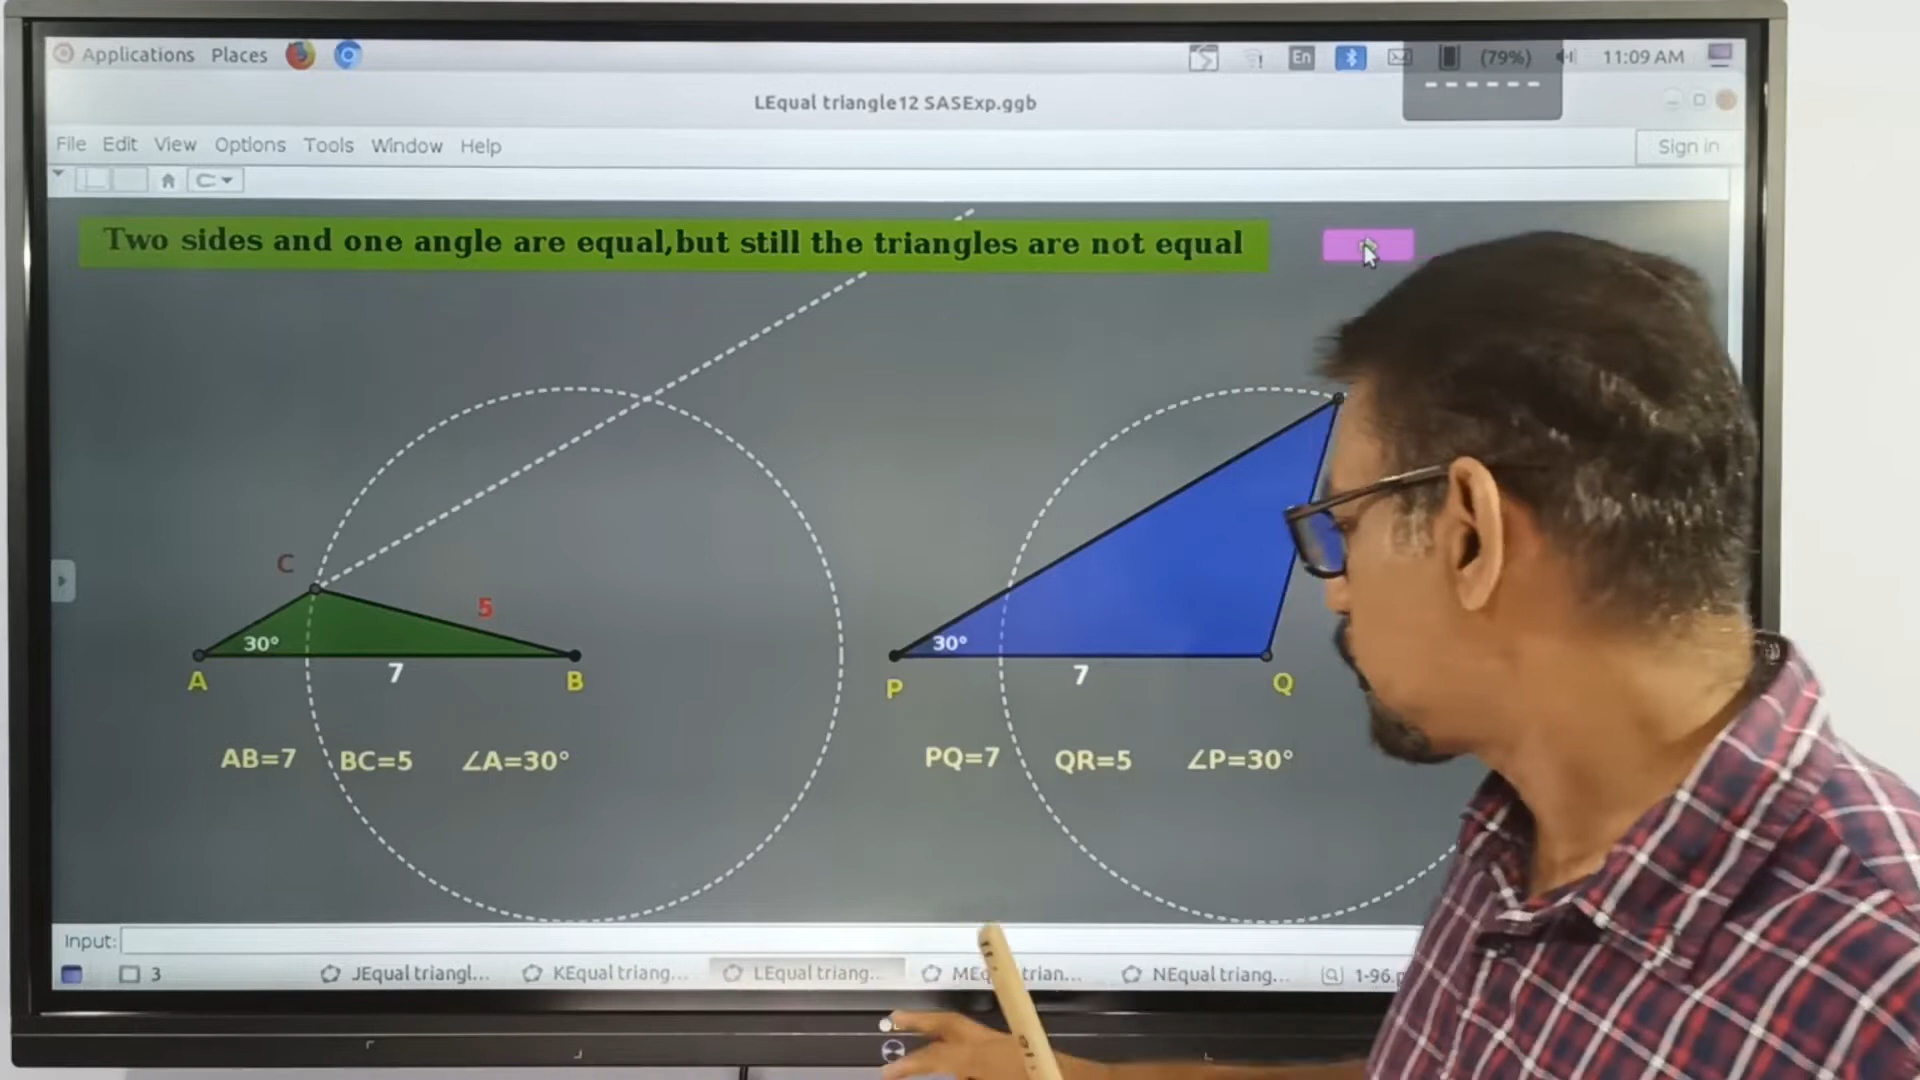 Applications Places En (79%) 11:09 AM
LEqual triangle12 SASExp.ggb
File Edit View Options Tools Window Help Sign in
Two sides and one angle are equal,but still the triangles are not equal
C
5
30°
30°
A
7
B
P
7
Q
AB=7 BC=5 ∠A=30°
PQ=7 QR=5 ∠P=30°
Input:
3 JEqual triangl... KEqual triang... LEqual triang... NEqual triang...